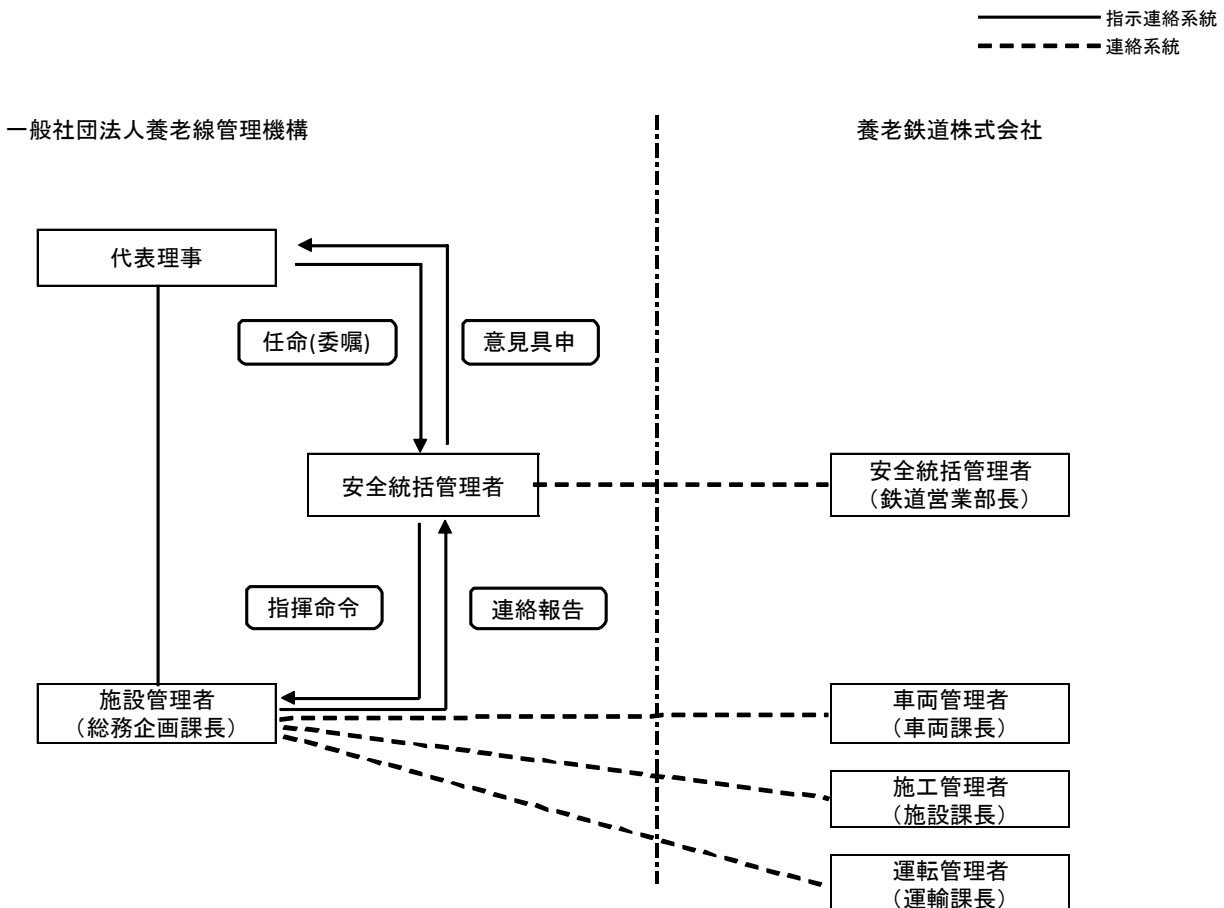 指示連絡系統
連絡系統
一般社団法人養老線管理機構
養老鉄道株式会社
代表理事
任命(委嘱)
意見具申
安全統括管理者
安全統括管理者
（鉄道営業部長）
指揮命令
連絡報告
施設管理者
（総務企画課長）
車両管理者
（車両課長）
施工管理者
（施設課長）
運転管理者
（運輸課長）